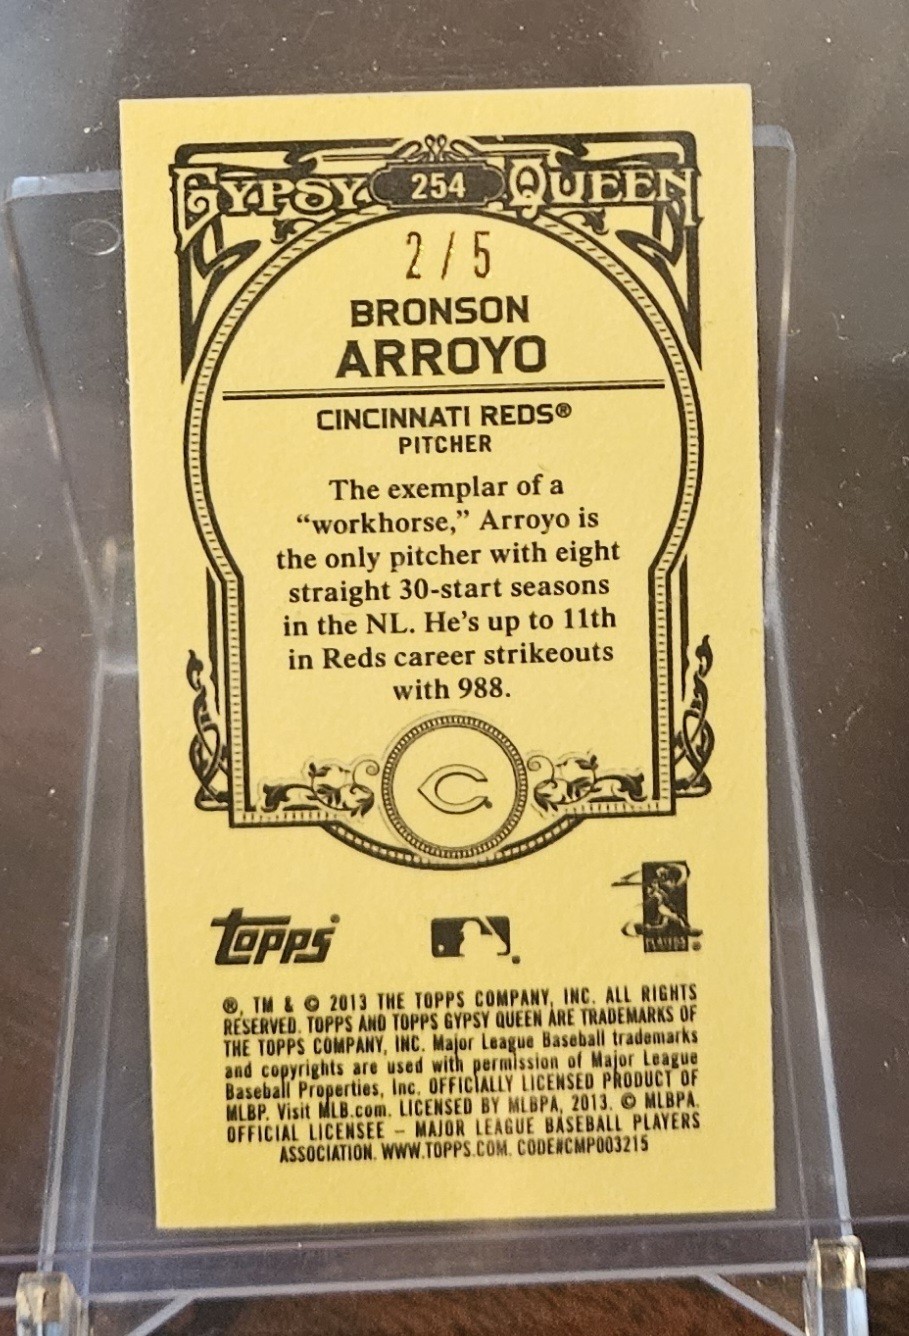 GYPSY 254 QUEEN
2/5
BRONSON
ARROYO
CINCINNATI REDS®
PITCHER
The exemplar of a
“workhorse,” Arroyo is
the only pitcher with eight
straight 30-start seasons
in the NL. He’s up to 11th
in Reds career strikeouts
with 988.
C
Topps
PLAYERS
®, TM & © 2013 THE TOPPS COMPANY, INC. ALL RIGHTS
RESERVED. TOPPS AND TOPPS GYPSY QUEEN ARE TRADEMARKS OF
THE TOPPS COMPANY, INC. Major League Baseball trademarks
and copyrights are used with permission of Major League
Baseball Properties, Inc. OFFICIALLY LICENSED PRODUCT OF
MLBP. Visit MLB.com. LICENSED BY MLBPA, 2013. © MLBPA.
OFFICIAL LICENSEE – MAJOR LEAGUE BASEBALL PLAYERS
ASSOCIATION. WWW.TOPPS.COM. CODE#CMP003215